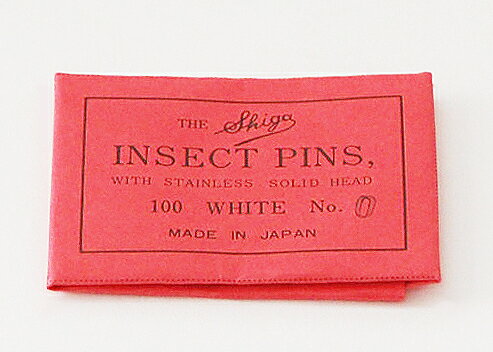 THE Shiga
INSECT PINS,
WITH STAINLESS SOLID HEAD
100 WHITE No. 0
MADE IN JAPAN